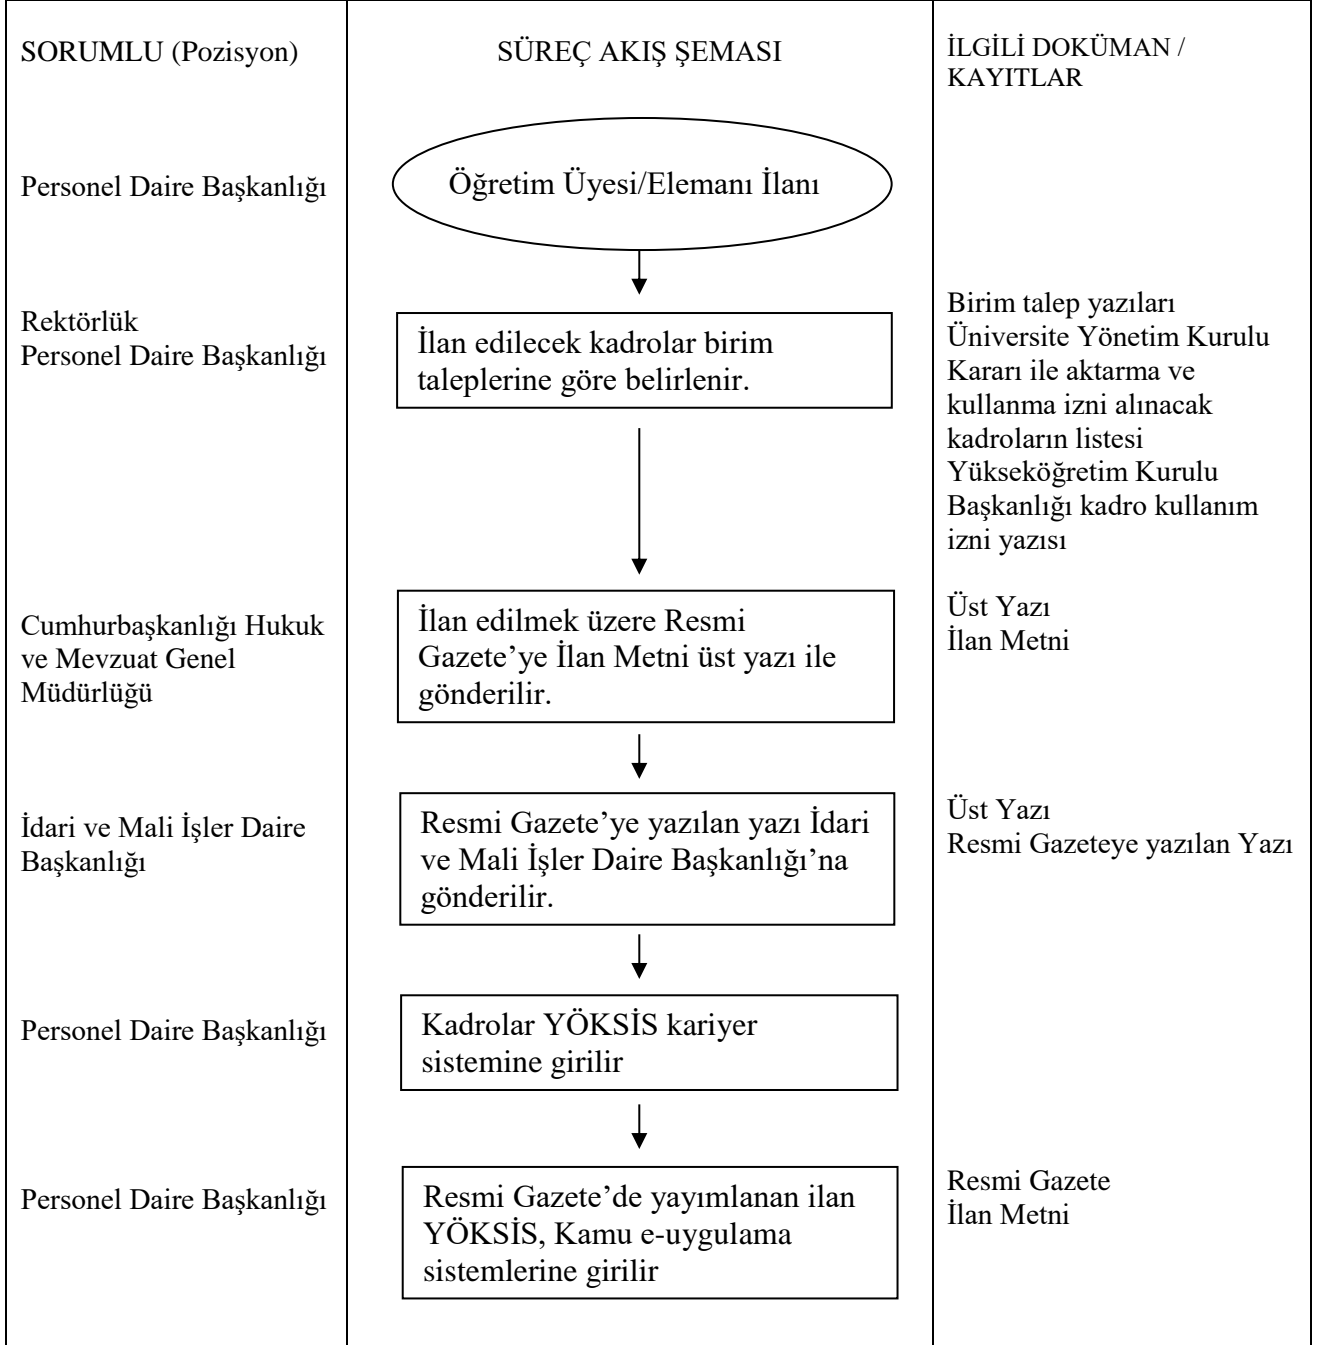 SORUMLU (Pozisyon)
SÜREÇ AKIŞ ŞEMASI
İLGİLİ DOKÜMAN /
KAYITLAR
Personel Daire Başkanlığı
Öğretim Üyesi/Elemanı İlanı
Rektörlük
Personel Daire Başkanlığı
İlan edilecek kadrolar birim
taleplerine göre belirlenir.
Birim talep yazıları
Üniversite Yönetim Kurulu
Kararı ile aktarma ve
kullanma izni alınacak
kadroların listesi
Yükseköğretim Kurulu
Başkanlığı kadro kullanım
izni yazısı
Cumhurbaşkanlığı Hukuk
ve Mevzuat Genel
Müdürlüğü
İlan edilmek üzere Resmi
Gazete’ye İlan Metni üst yazı ile
gönderilir.
Üst Yazı
İlan Metni
İdari ve Mali İşler Daire
Başkanlığı
Resmi Gazete’ye yazılan yazı İdari
ve Mali İşler Daire Başkanlığı’na
gönderilir.
Üst Yazı
Resmi Gazeteye yazılan Yazı
Personel Daire Başkanlığı
Kadrolar YÖKSİS kariyer
sistemine girilir
Personel Daire Başkanlığı
Resmi Gazete’de yayımlanan ilan
YÖKSİS, Kamu e-uygulama
sistemlerine girilir
Resmi Gazete
İlan Metni